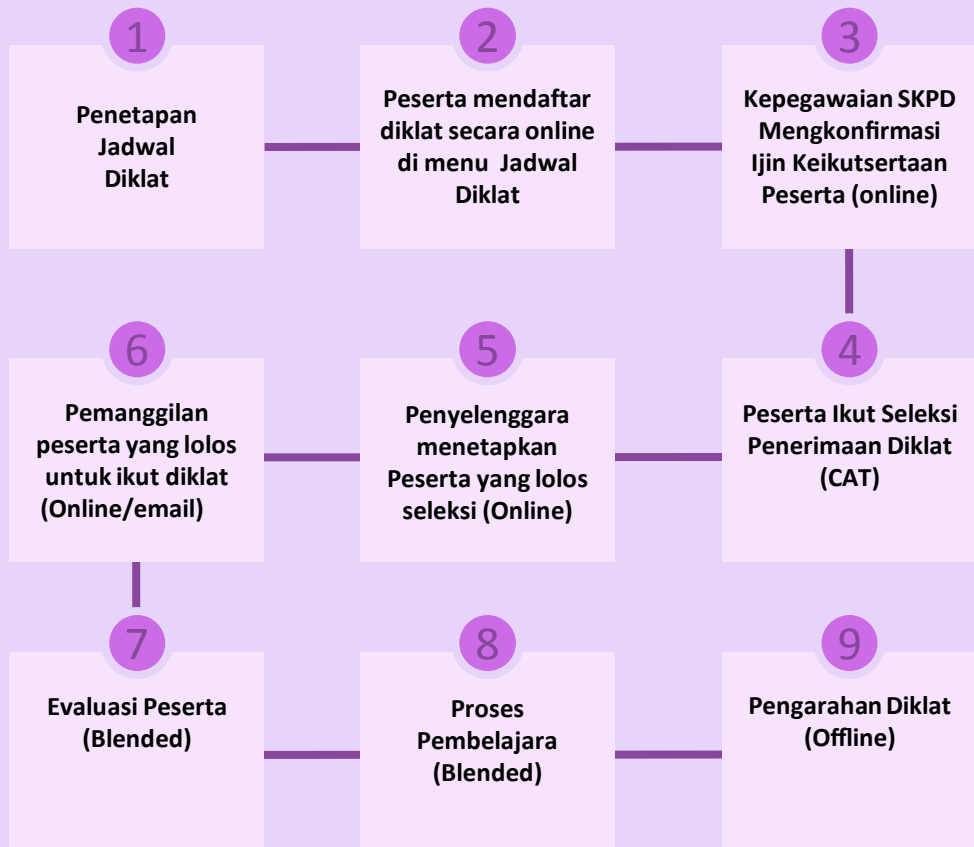 1
Penetapan
Jadwal
Diklat
2
Peserta mendaftar
diklat secara online
di menu Jadwal
Diklat
3
Kepegawaian SKPD
Mengkonfirmasi
Ijin Keikutsertaan
Peserta (online)
4
Peserta Ikut Seleksi
Penerimaan Diklat
(CAT)
5
Penyelenggara
menetapkan
Peserta yang lolos
seleksi (Online)
6
Pemanggilan
peserta yang lolos
untuk ikut diklat
(Online/email)
7
Evaluasi Peserta
(Blended)
8
Proses
Pembelajara
(Blended)
9
Pengarahan Diklat
(Offline)